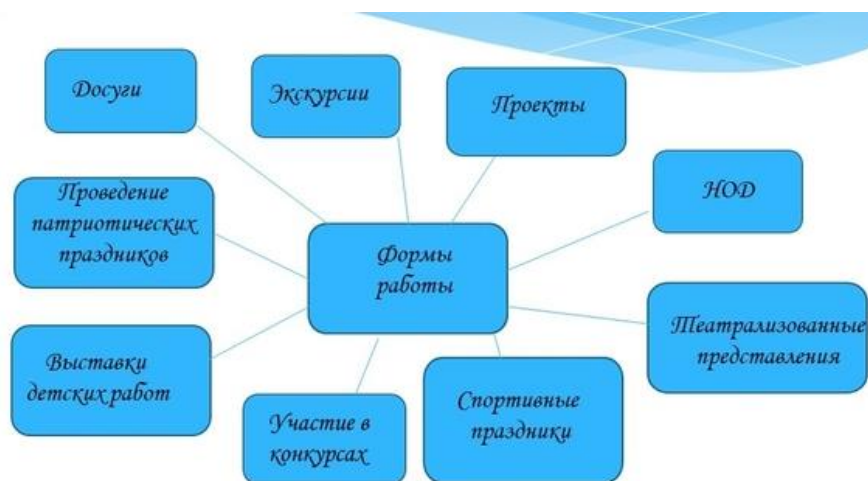 Досуги
Экскурсии
Проекты
НОД
Проведение
патриотических
праздников
Формы
работы
Театрализованные
представления
Выставки
детских работ
Участие в
конкурсах
Спортивные
праздники